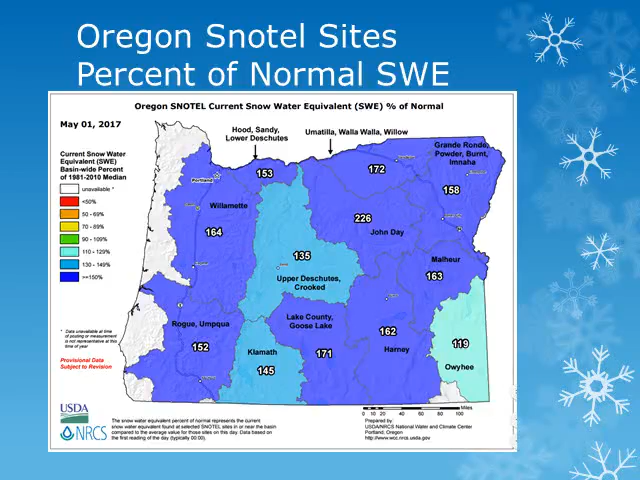 Oregon Snotel Sites
Percent of Normal SWE
Oregon SNOTEL Current Snow Water Equivalent (SWE) % of Normal
May 01, 2017
Current Snow Water
Equivalent (SWE)
Basin-wide Percent
of 1981-2010 Median
unavailable *
<50%
50 - 69%
70 - 89%
90 - 109%
110 - 129%
130 - 149%
>=150%
* Data unavailable at time
of posting or measurement
is not representative at this
time of year
Provisional Data
Subject to Revision
Hood, Sandy,
Lower Deschutes
Umatilla, Walla Walla, Willow
Grande Ronde,
Powder, Burnt,
Imnaha
153
172
158
Portland
Willamette
164
226
John Day
135
Upper Deschutes,
Crooked
Malheur
163
Rogue, Umpqua
152
Lake County,
Goose Lake
171
162
Harney
Klamath
145
119
Owyhee
Miles
0 10 20 40 60 80 100
USDA
NRCS
The snow water equivalent percent of normal represents the current
snow water equivalent found at selected SNOTEL sites in or near the basin
compared to the average value for those sites on this day. Data based on
the first reading of the day (typically 00:00).
Prepared by:
USDA/NRCS National Water and Climate Center
Portland, Oregon
http://www.wcc.nrcs.usda.gov